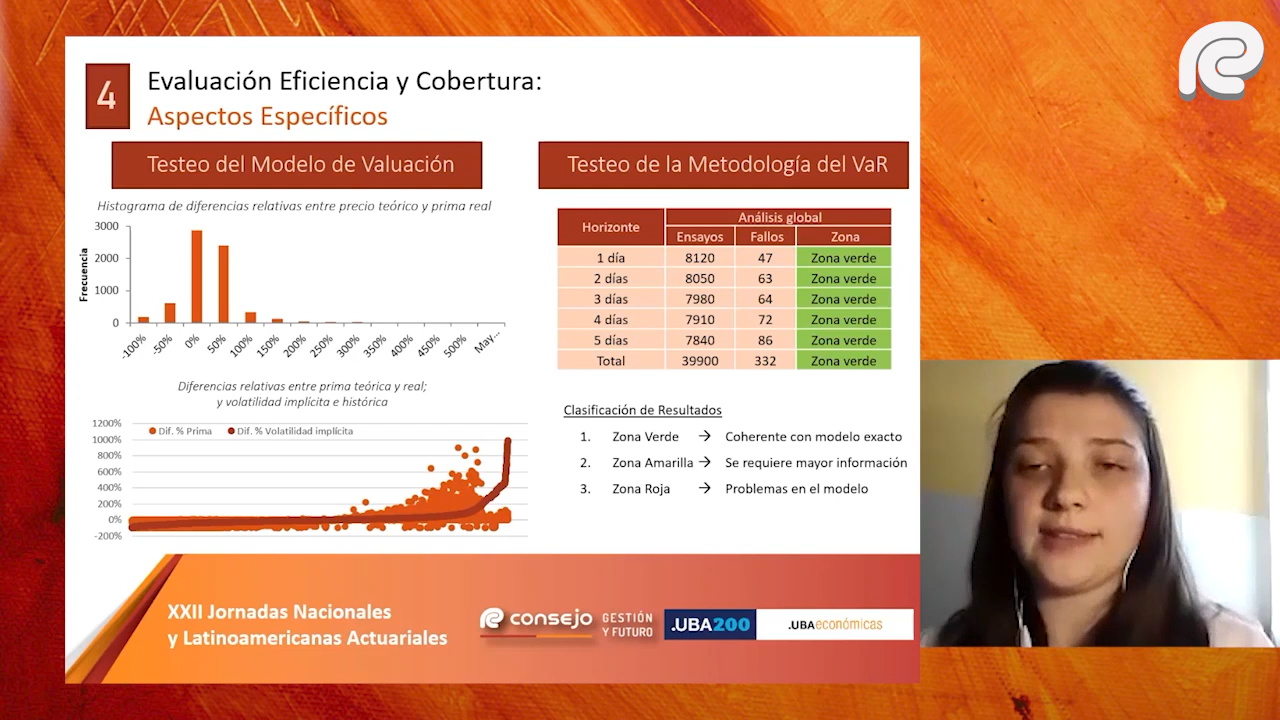 4
Evaluación Eficiencia y Cobertura:
Aspectos Específicos
Testeo del Modelo de Valuación
Histograma de diferencias relativas entre precio teórico y prima real
Frecuencia
3000
2000
1000
0
-100%
-50%
0%
50%
100%
150%
200%
250%
300%
350%
400%
450%
500%
May...
Diferencias relativas entre prima teórica y real;
y volatilidad implícita e histórica
Dif. % Prima
Dif. % Volatilidad implícita
1200%
1000%
800%
600%
400%
200%
0%
-200%
Testeo de la Metodología del VaR
Horizonte Análisis global
Ensayos Fallos Zona
1 día 8120 47 Zona verde
2 días 8050 63 Zona verde
3 días 7980 64 Zona verde
4 días 7910 72 Zona verde
5 días 7840 86 Zona verde
Total 39900 332 Zona verde
Clasificación de Resultados
1. Zona Verde → Coherente con modelo exacto
2. Zona Amarilla → Se requiere mayor información
3. Zona Roja → Problemas en el modelo
XXII Jornadas Nacionales
y Latinoamericanas Actuariales
consejo
GESTIÓN
Y FUTURO
.UBA200
.UBAeconómicas